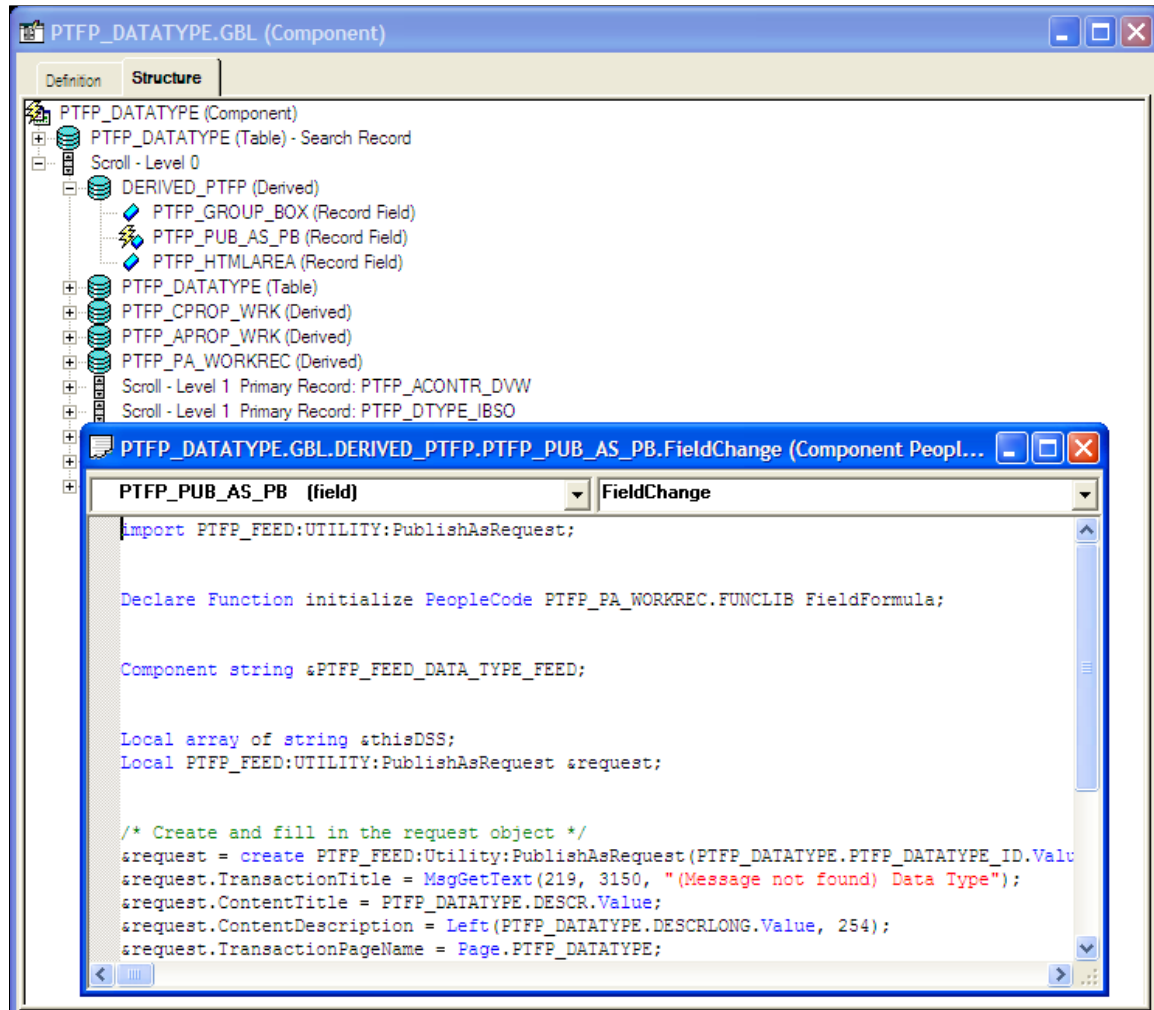 PTFP_DATATYPE.GBL (Component)
Definition Structure
PTFP_DATATYPE (Component)
PTFP_DATATYPE (Table) - Search Record
Scroll - Level 0
DERIVED_PTFP (Derived)
PTFP_GROUP_BOX (Record Field)
PTFP_PUB_AS_PB (Record Field)
PTFP_HTMLAREA (Record Field)
PTFP_DATATYPE (Table)
PTFP_CPROP_WRK (Derived)
PTFP_APROP_WRK (Derived)
PTFP_PA_WORKREC (Derived)
Scroll - Level 1 Primary Record: PTFP_ACONTR_DVW
Scroll - Level 1 Primary Record: PTFP_DTYPE_IBSO
PTFP_DATATYPE.GBL.DERIVED_PTFP.PTFP_PUB_AS_PB.FieldChange (Component Peopl...
PTFP_PUB_AS_PB (field) FieldChange
import PTFP_FEED:UTILITY:PublishAsRequest;
Declare Function initialize PeopleCode PTFP_PA_WORKREC.FUNCLIB FieldFormula;
Component string &PTFP_FEED_DATA_TYPE_FEED;
Local array of string &thisDSS;
Local PTFP_FEED:UTILITY:PublishAsRequest &request;
/* Create and fill in the request object */
&request = create PTFP_FEED:Utility:PublishAsRequest(PTFP_DATATYPE.PTFP_DATATYPE_ID.Valu
&request.TransactionTitle = MsgGetText(219, 3150, "(Message not found) Data Type");
&request.ContentTitle = PTFP_DATATYPE.DESCR.Value;
&request.ContentDescription = Left(PTFP_DATATYPE.DESCRLONG.Value, 254);
&request.TransactionPageName = Page.PTFP_DATATYPE;